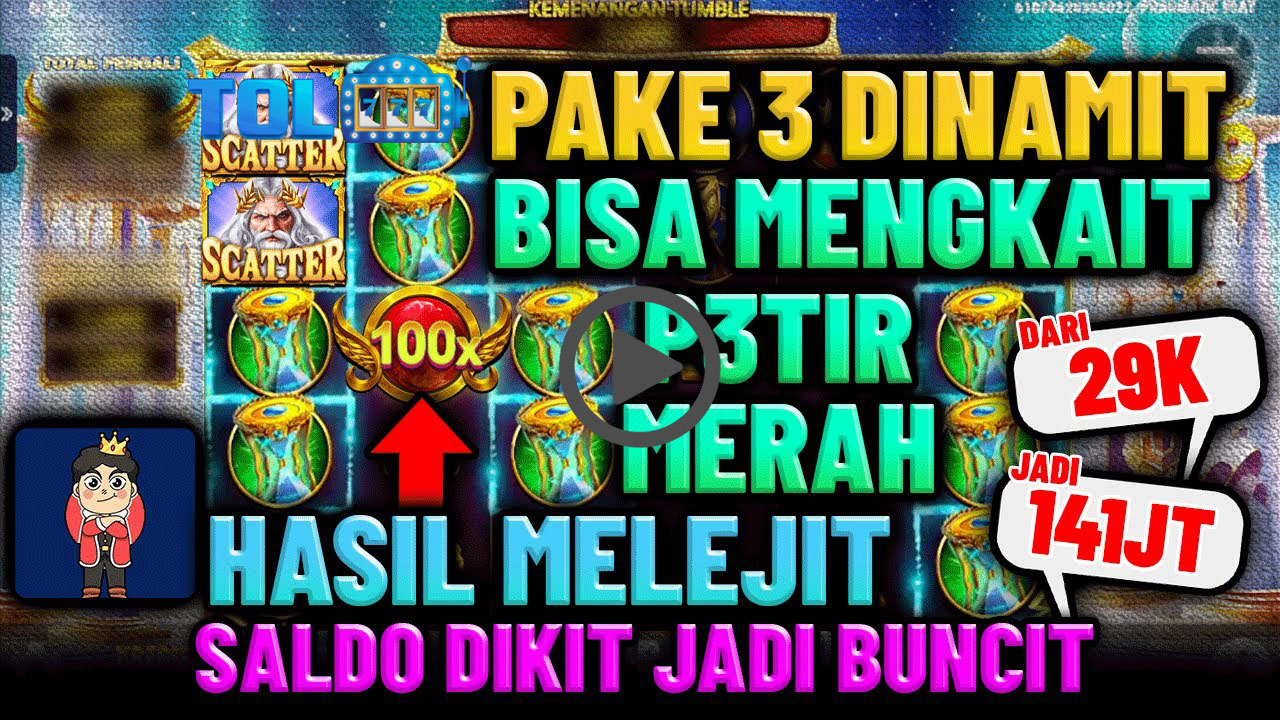 KEMENANGAN TUMBLE
TOTAL PENGALI
TOL 777
SCATTER
PAKE 3 DINAMIT
SCATTER
BISA MENGKAIT
100x
P3TIR
DARI
29K
MERAH
JADI
141JT
HASIL MELEJIT
SALDO DIKIT JADI BUNCIT